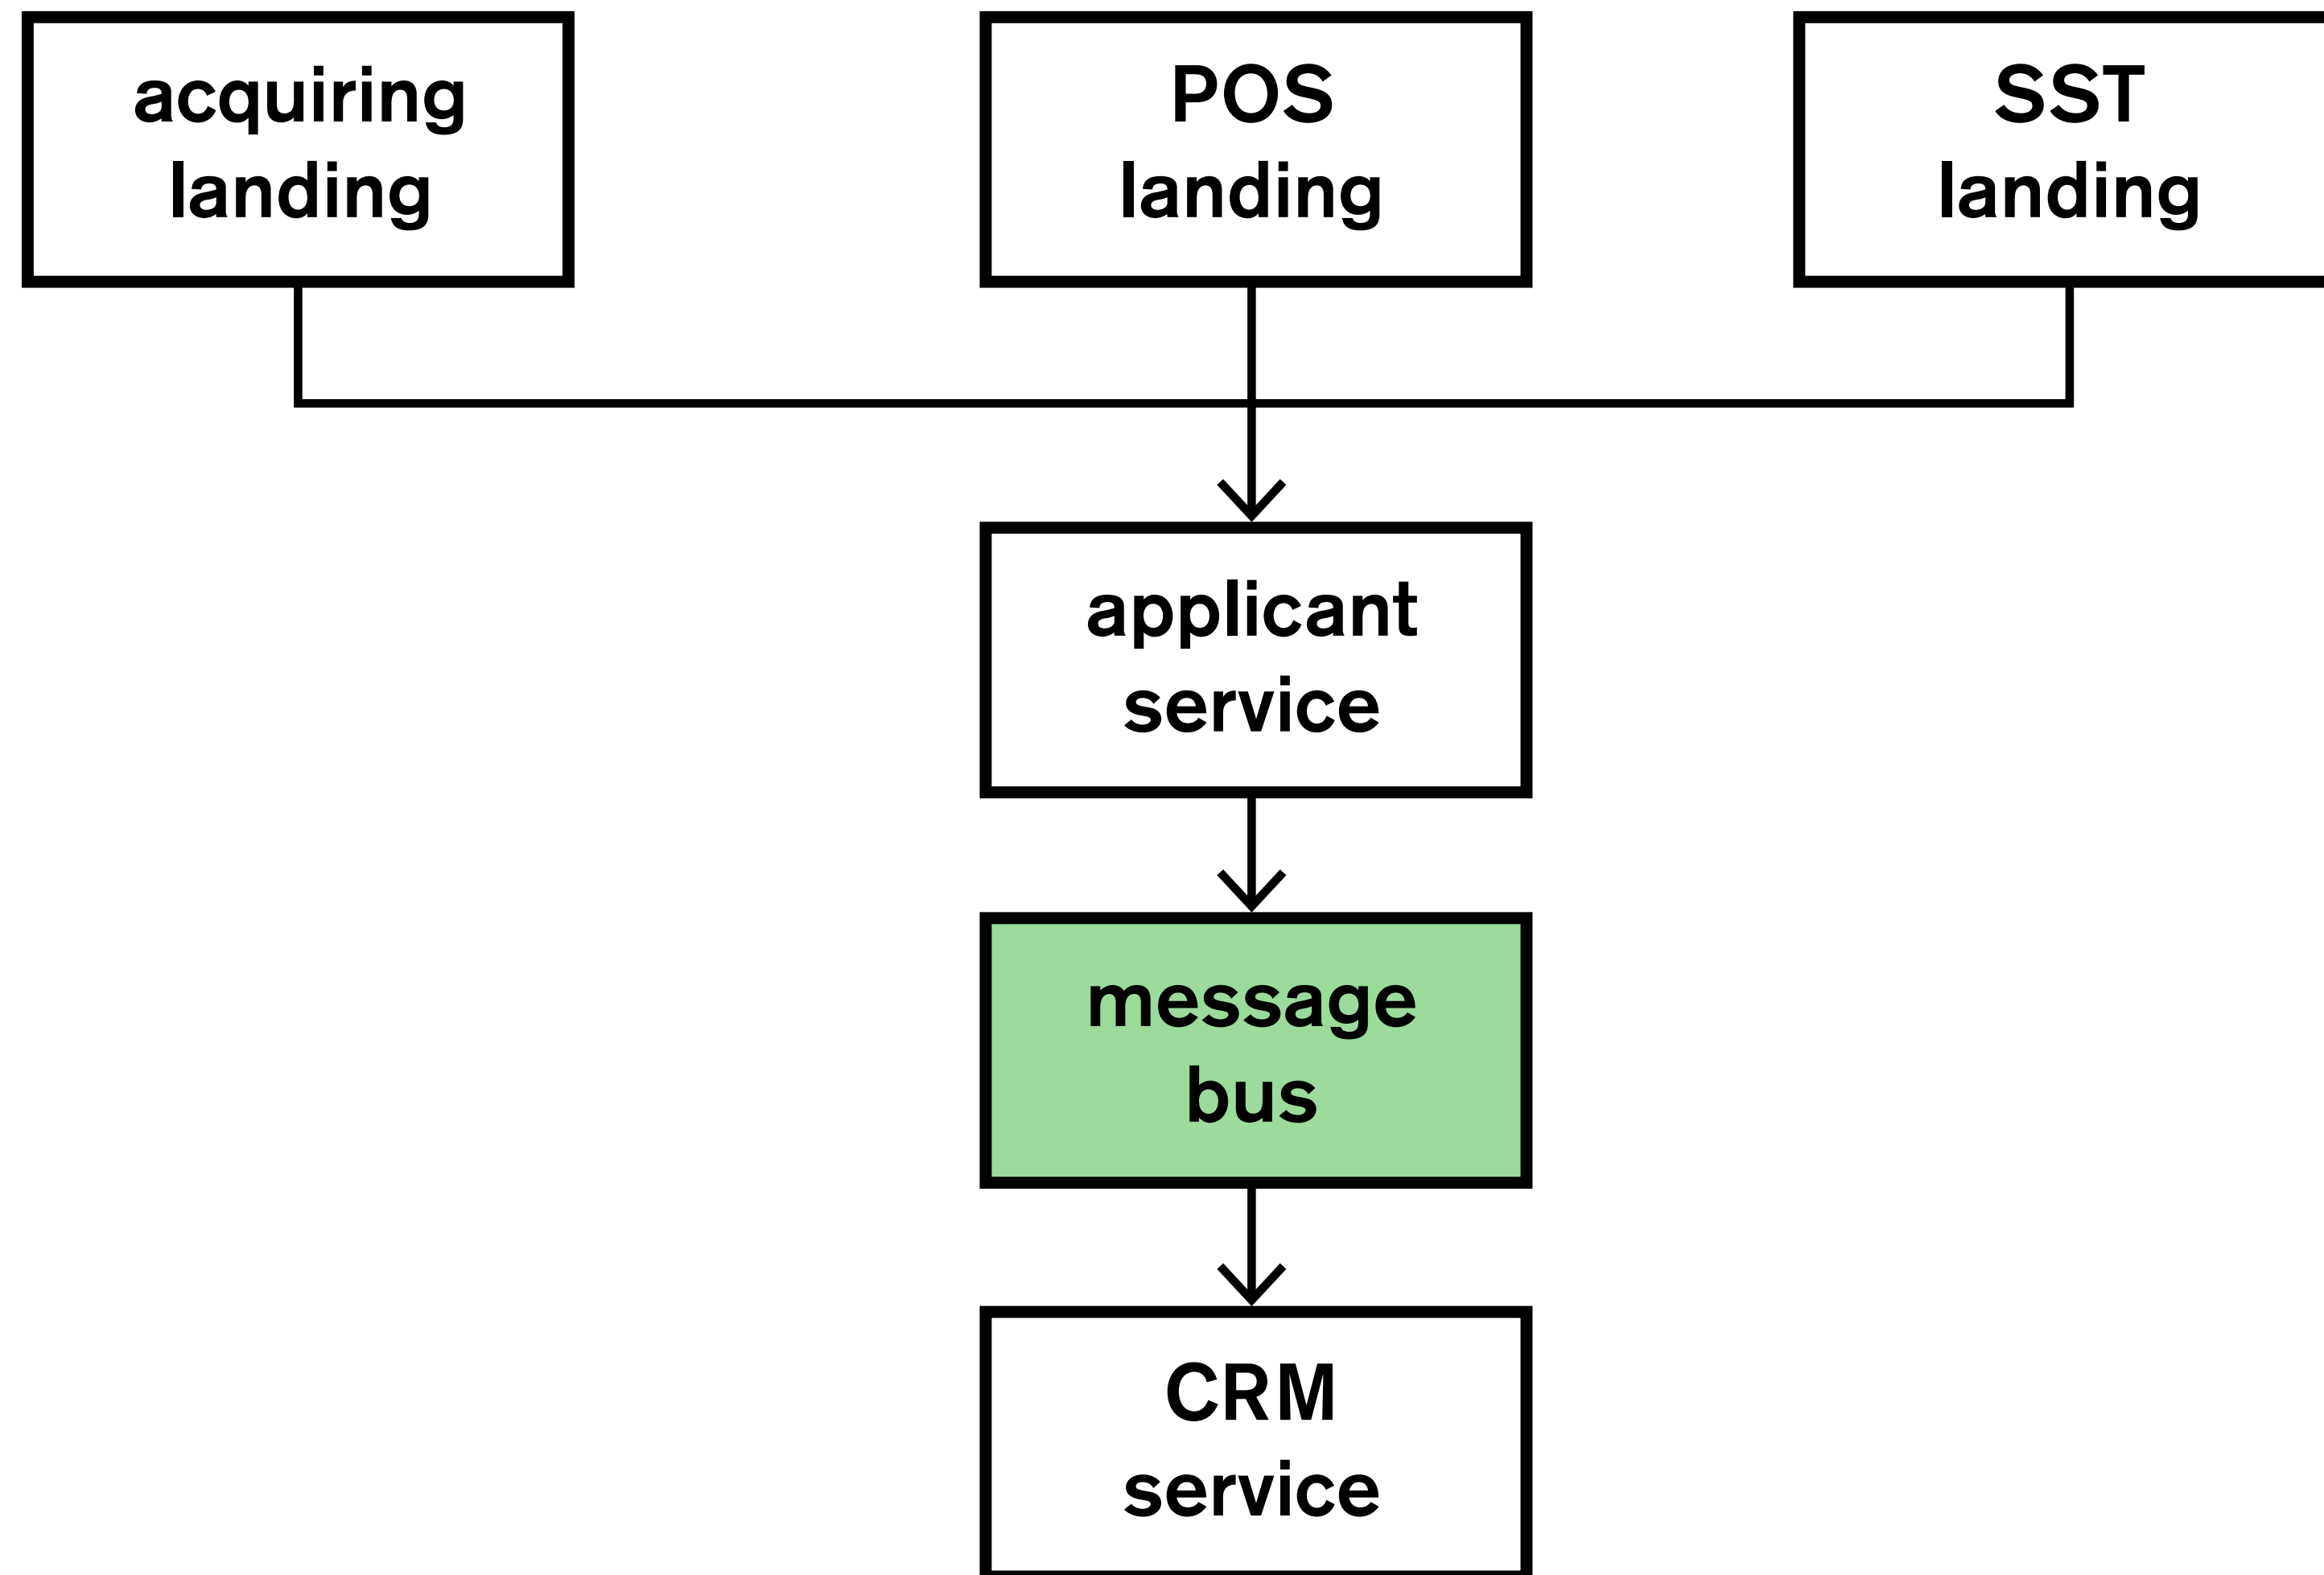 acquiring
landing
POS
landing
SST
landing
applicant
service
message
bus
CRM
service